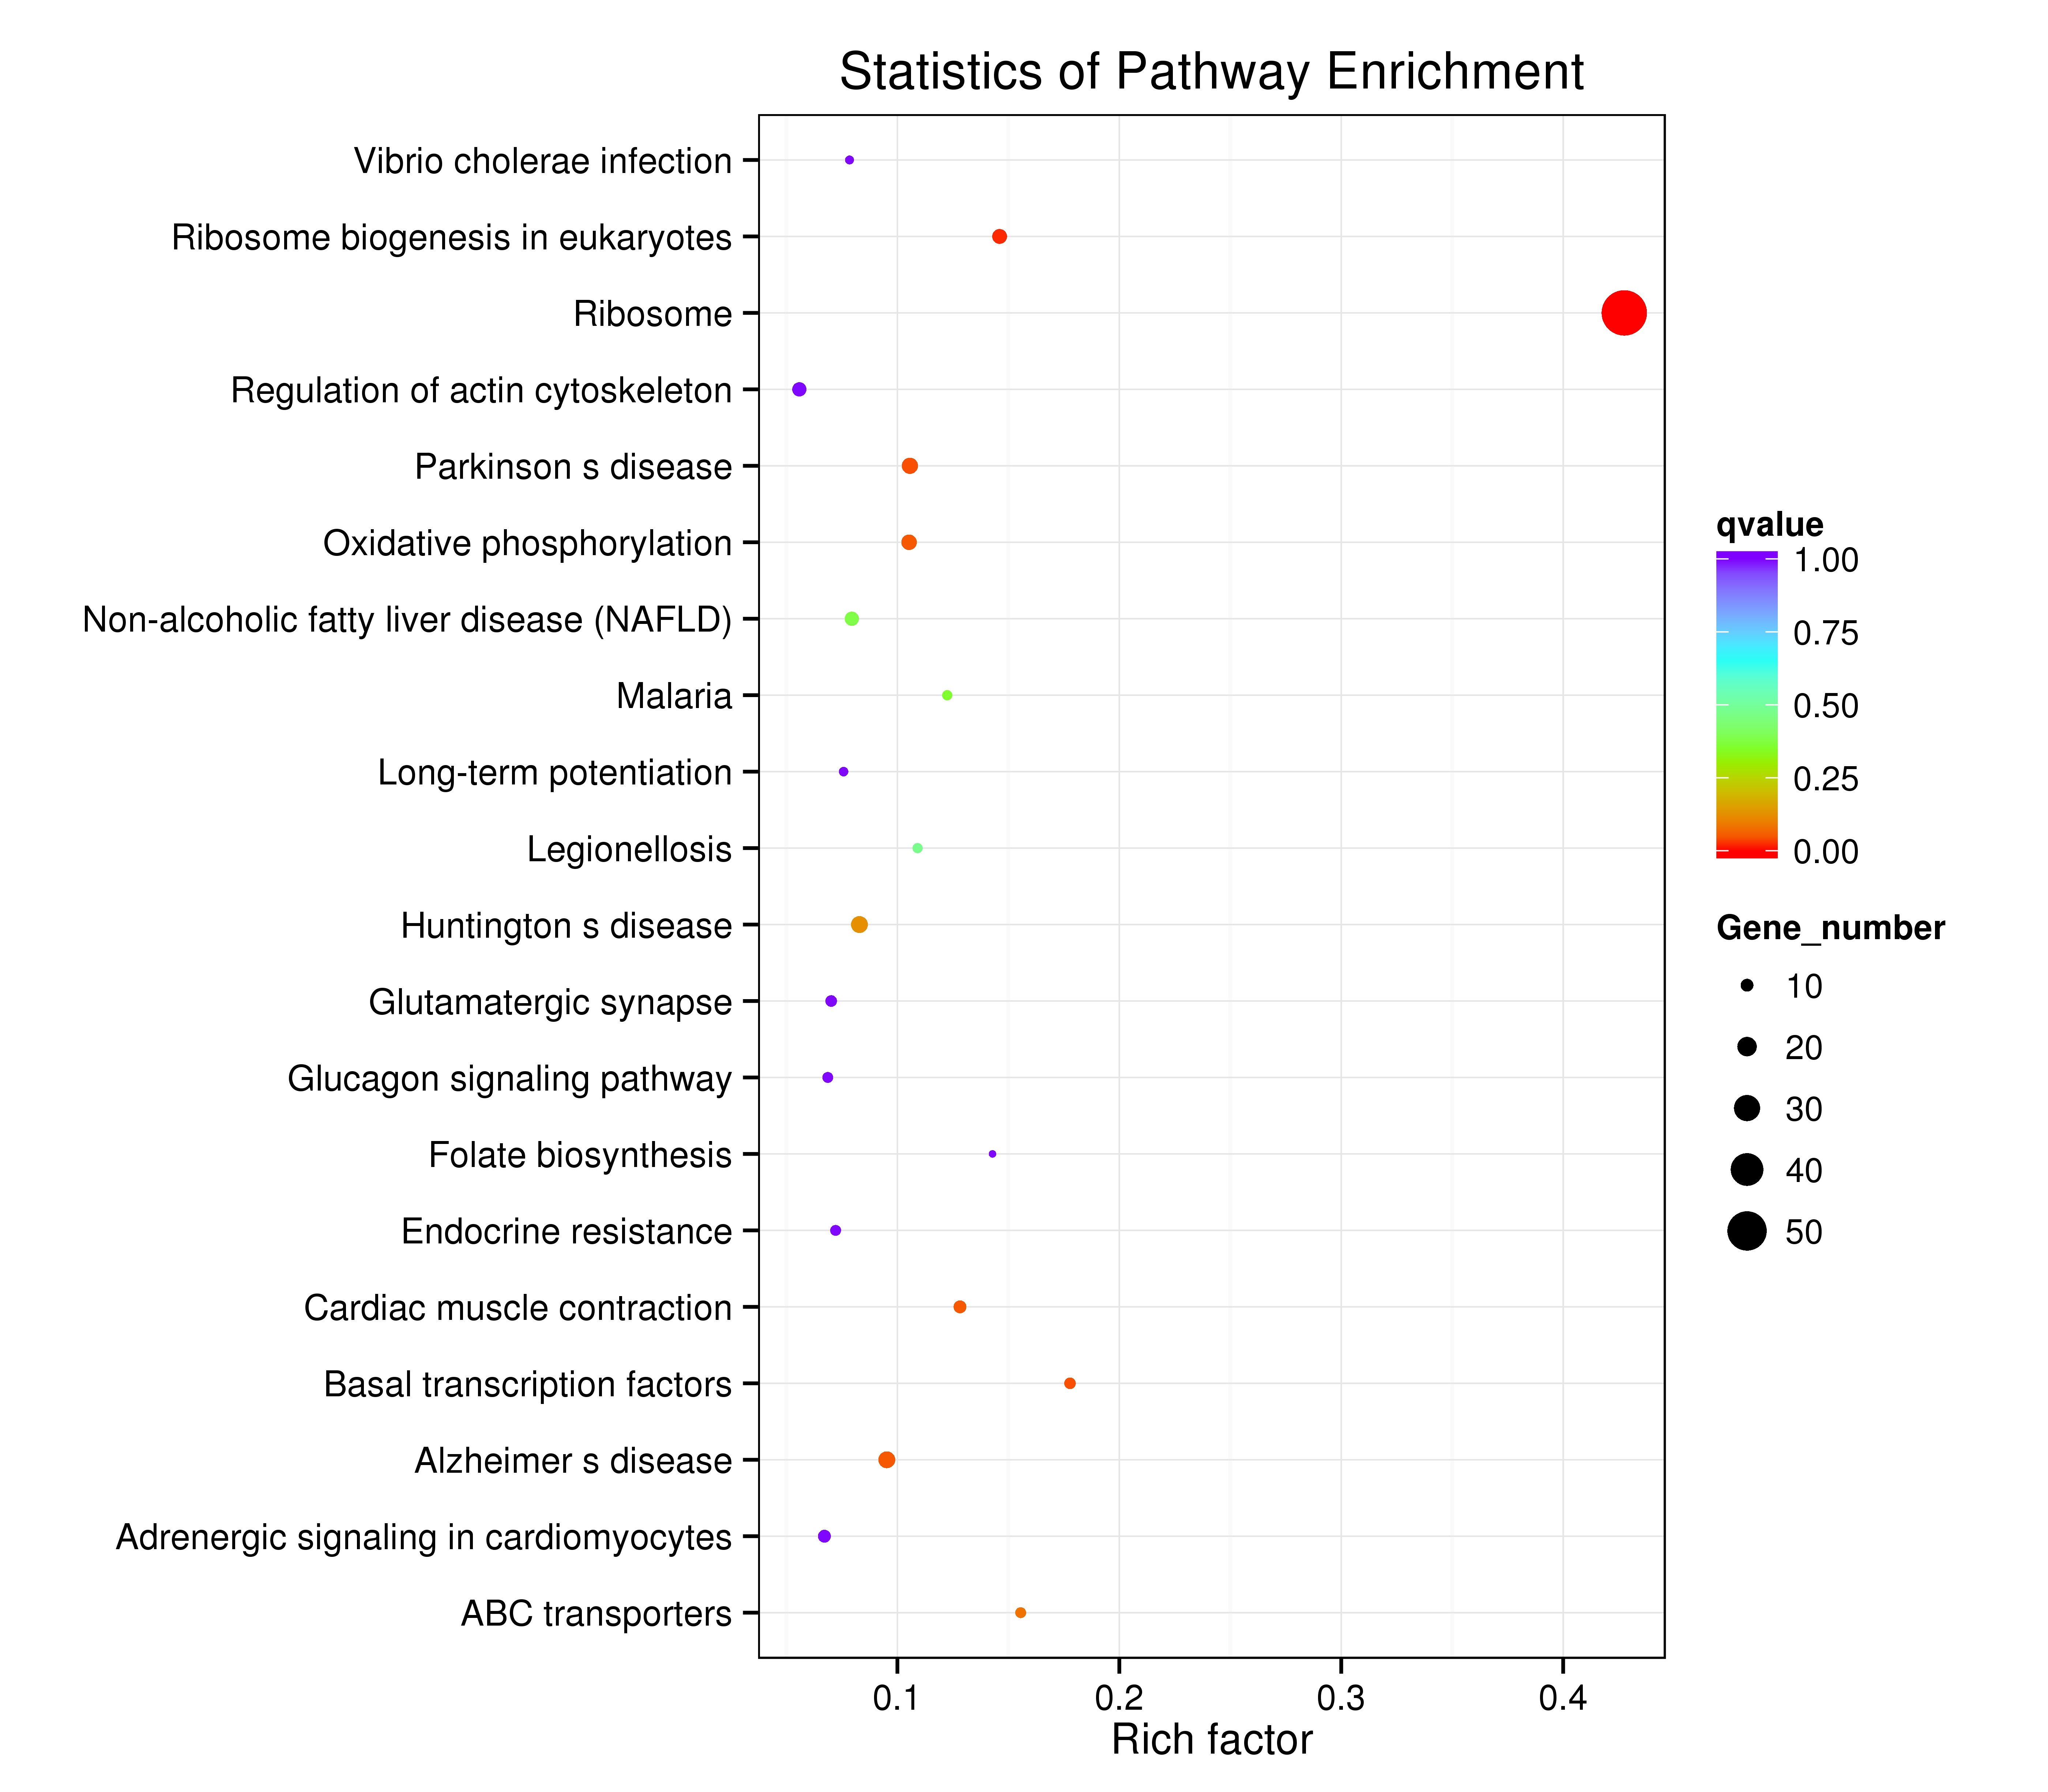 Statistics of Pathway Enrichment
Vibrio cholerae infection
Ribosome biogenesis in eukaryotes
Ribosome
Regulation of actin cytoskeleton
Parkinson s disease
Oxidative phosphorylation
Non-alcoholic fatty liver disease (NAFLD)
Malaria
Long-term potentiation
Legionellosis
Huntington s disease
Glutamatergic synapse
Glucagon signaling pathway
Folate biosynthesis
Endocrine resistance
Cardiac muscle contraction
Basal transcription factors
Alzheimer s disease
Adrenergic signaling in cardiomyocytes
ABC transporters
0.1 0.2 0.3 0.4
Rich factor
qvalue
1.00
0.75
0.50
0.25
0.00
Gene_number
10
20
30
40
50